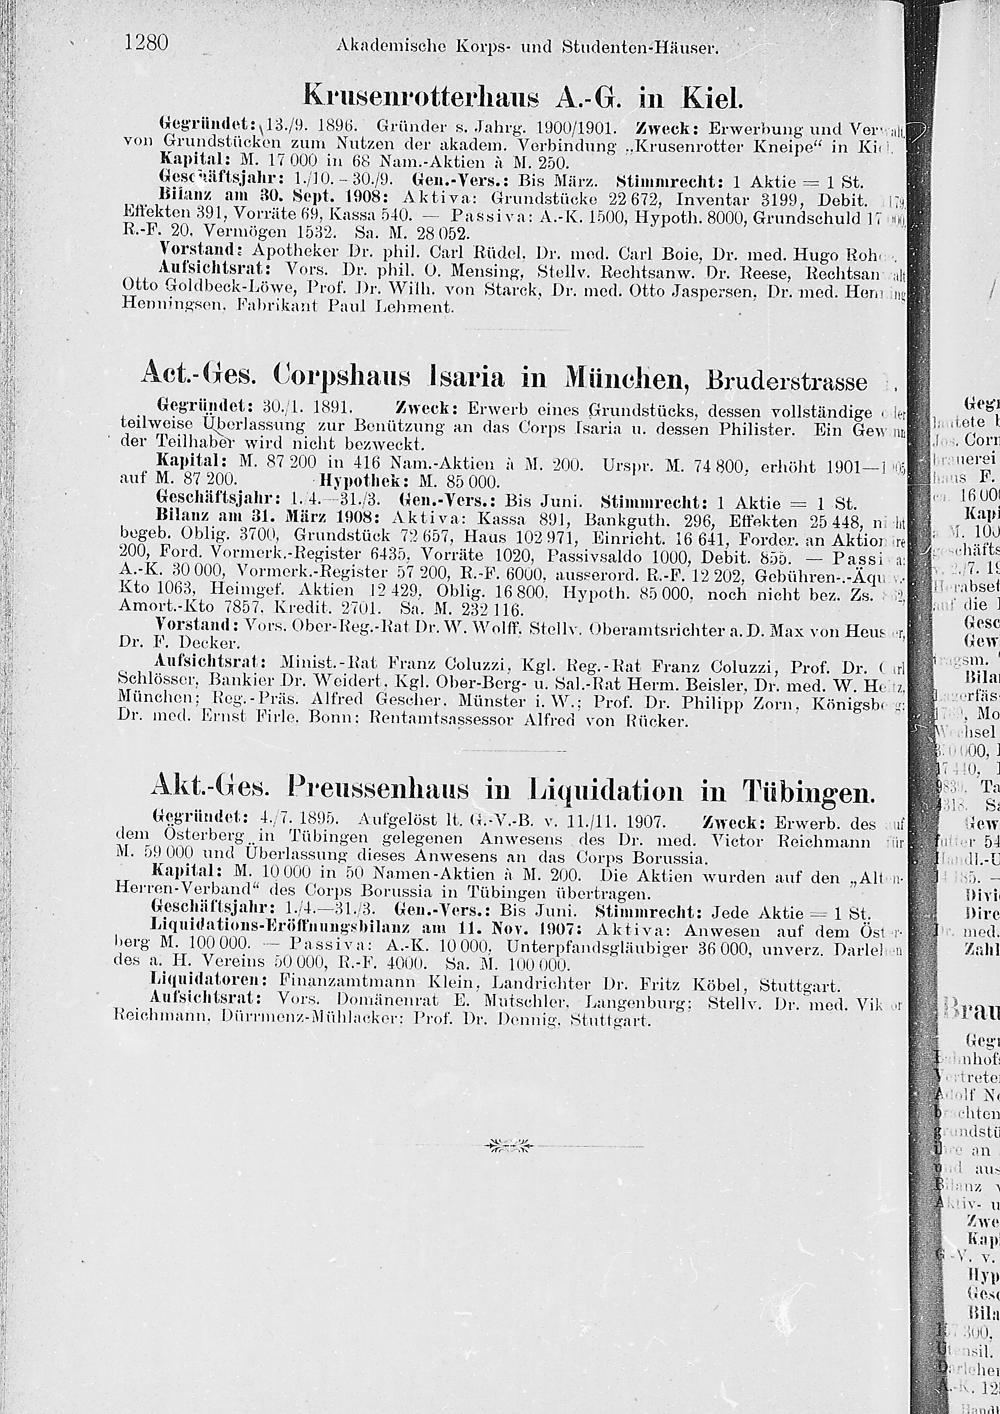 1280 Akademische Korps- und Studenten-Häuser.
Krusenrotterhaus A.-G. in Kiel.
Gegründet: 13./9. 1896. Gründer s. Jahrg. 1900/1901. Zweck: Erwerbung und
von Grundstücken zum Nutzen der akadem. Verbindung „Krusenrotter Kneipe“ in
Kapital: M. 17 000 in 68 Nam.-Aktien à M. 250.
Geschäftsjahr: 1./10. - 30./9. Gen.-Vers.: Bis März. Stimmrecht: 1 Aktie = 1 St.
Bilanz am 30. Sept. 1908: Aktiva: Grundstücke 22 672, Inventar 3199, Debit.
Effekten 391, Vorräte 69, Kassa 540. — Passiva: A.-K. 1500, Hypoth. 8000, Grundschuld
R.-F. 20, Vermögen 1532. Sa. M. 28 052.
Vorstand: Apotheker Dr. phil. Carl Rüdel, Dr. med. Carl Boie, Dr. med. Hugo
Aufsichtsrat: Vors. Dr. phil. O. Mensing, Stellv. Rechtsanw. Dr. Reese,
Otto Goldbeck-Löwe, Prof. Dr. Wilh. von Starck, Dr. med. Otto Jaspersen, Dr. med.
Henningsen, Fabrikant Paul Lehment.
Act.-Ges. Corpshaus Isaria in München, Bruderstrasse
Gegründet: 30./1. 1891. Zweck: Erwerb eines Grundstücks, dessen vollständige
teilweise Überlassung zur Benützung an das Corps Isaria u. dessen Philister. Ein
der Teilhaber wird nicht bezweckt.
Kapital: M. 87 200 in 416 Nam.-Aktien à M. 200. Urspr. M. 74 800, erhöht 1901—
auf M. 87 200. Hypothek: M. 85 000.
Geschäftsjahr: 1./4.—31./3. Gen.-Vers.: Bis Juni. Stimmrecht: 1 Aktie = 1 St.
Bilanz am 31. März 1908: Aktiva: Kassa 891, Bankguth. 296, Effekten 25 448,
begeb. Oblig. 3700, Grundstück 72 657, Haus 102 971, Einricht. 16 641, Forder. an
200, Ford. Vormerk.-Register 6435, Vorräte 1020, Passivsaldo 1000, Debit. 855. — Passiva:
A.-K. 30 000, Vormerk.-Register 57 200, R.-F. 6000, ausserord. R.-F. 12 202,
Kto 1063, Heimgef. Aktien 12 429, Oblig. 16 800, Hypoth. 85 000, noch nicht bez. Zs.
Amort.-Kto 7857, Kredit. 2701. Sa. M. 232 116.
Vorstand: Vors. Ober-Reg.-Rat Dr. W. Wolff, Stellv. Oberamtsrichter a. D. Max von
Dr. F. Decker.
Aufsichtsrat: Minist.-Rat Franz Coluzzi, Kgl. Reg.-Rat Franz Coluzzi, Prof. Dr.
Schlösser, Bankier Dr. Weidert, Kgl. Ober-Berg- u. Sal.-Rat Herm. Beisler, Dr. med. W.
München; Reg.-Präs. Alfred Gescher, Münster i. W.; Prof. Dr. Philipp Zorn,
Dr. med. Ernst Firle, Bonn; Rentamtsassessor Alfred von Rücker.
Akt.-Ges. Preussenhaus in Liquidation in Tübingen.
Gegründet: 4./7. 1895. Aufgelöst lt. G.-V.-B. v. 11./11. 1907. Zweck: Erwerb. des auf
dem Österberg in Tübingen gelegenen Anwesens des Dr. med. Victor Reichmann für
M. 59 000 und Überlassung dieses Anwesens an das Corps Borussia.
Kapital: M. 10 000 in 50 Namen-Aktien à M. 200. Die Aktien wurden auf den „Alten-
Herren-Verband“ des Corps Borussia in Tübingen übertragen.
Geschäftsjahr: 1./4.—31./3. Gen.-Vers.: Bis Juni. Stimmrecht: Jede Aktie = 1 St.
Liquidations-Eröffnungsbilanz am 11. Nov. 1907: Aktiva: Anwesen auf dem Öster-
berg M. 100 000. — Passiva: A.-K. 10 000, Unterpfandsgläubiger 36 000, unverz. Darlehen
des a. H. Vereins 50 000, R.-F. 4000. Sa. M. 100 000.
Liquidatoren: Finanzamtmann Klein, Landrichter Dr. Fritz Köbel, Stuttgart.
Aufsichtsrat: Vors. Domänenrat E. Mutschler, Langenburg; Stellv. Dr. med. Viktor
Reichmann, Dürrmenz-Mühlacker; Prof. Dr. Dennig, Stuttgart.